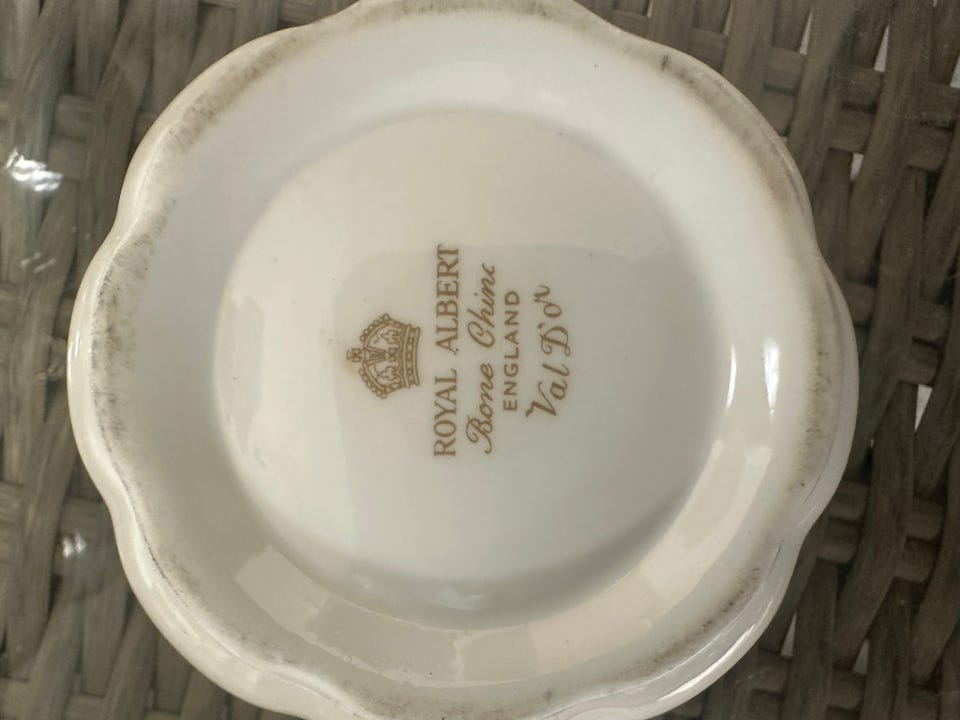 ROYAL ALBERT
Bone China
ENGLAND
Val D'or